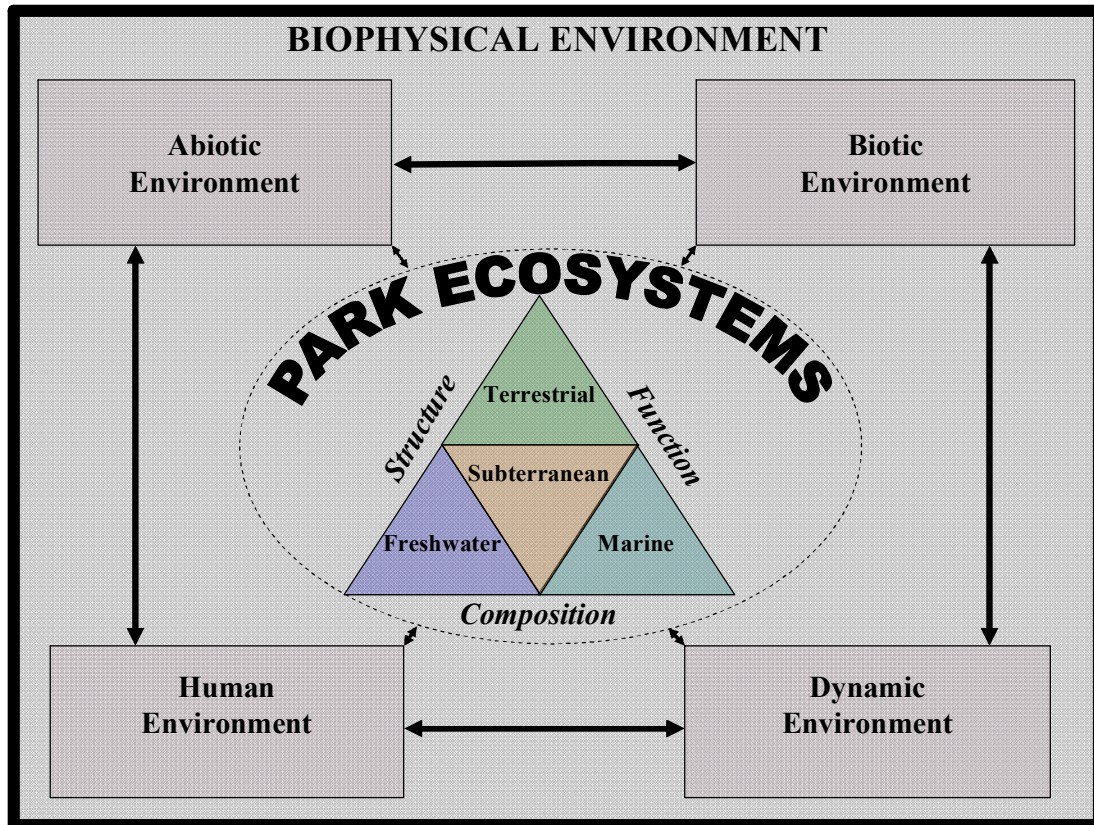 BIOPHYSICAL ENVIRONMENT
Abiotic
Environment
Biotic
Environment
PARK ECOSYSTEMS
Structure
Function
Terrestrial
Subterranean
Freshwater
Marine
Composition
Human
Environment
Dynamic
Environment